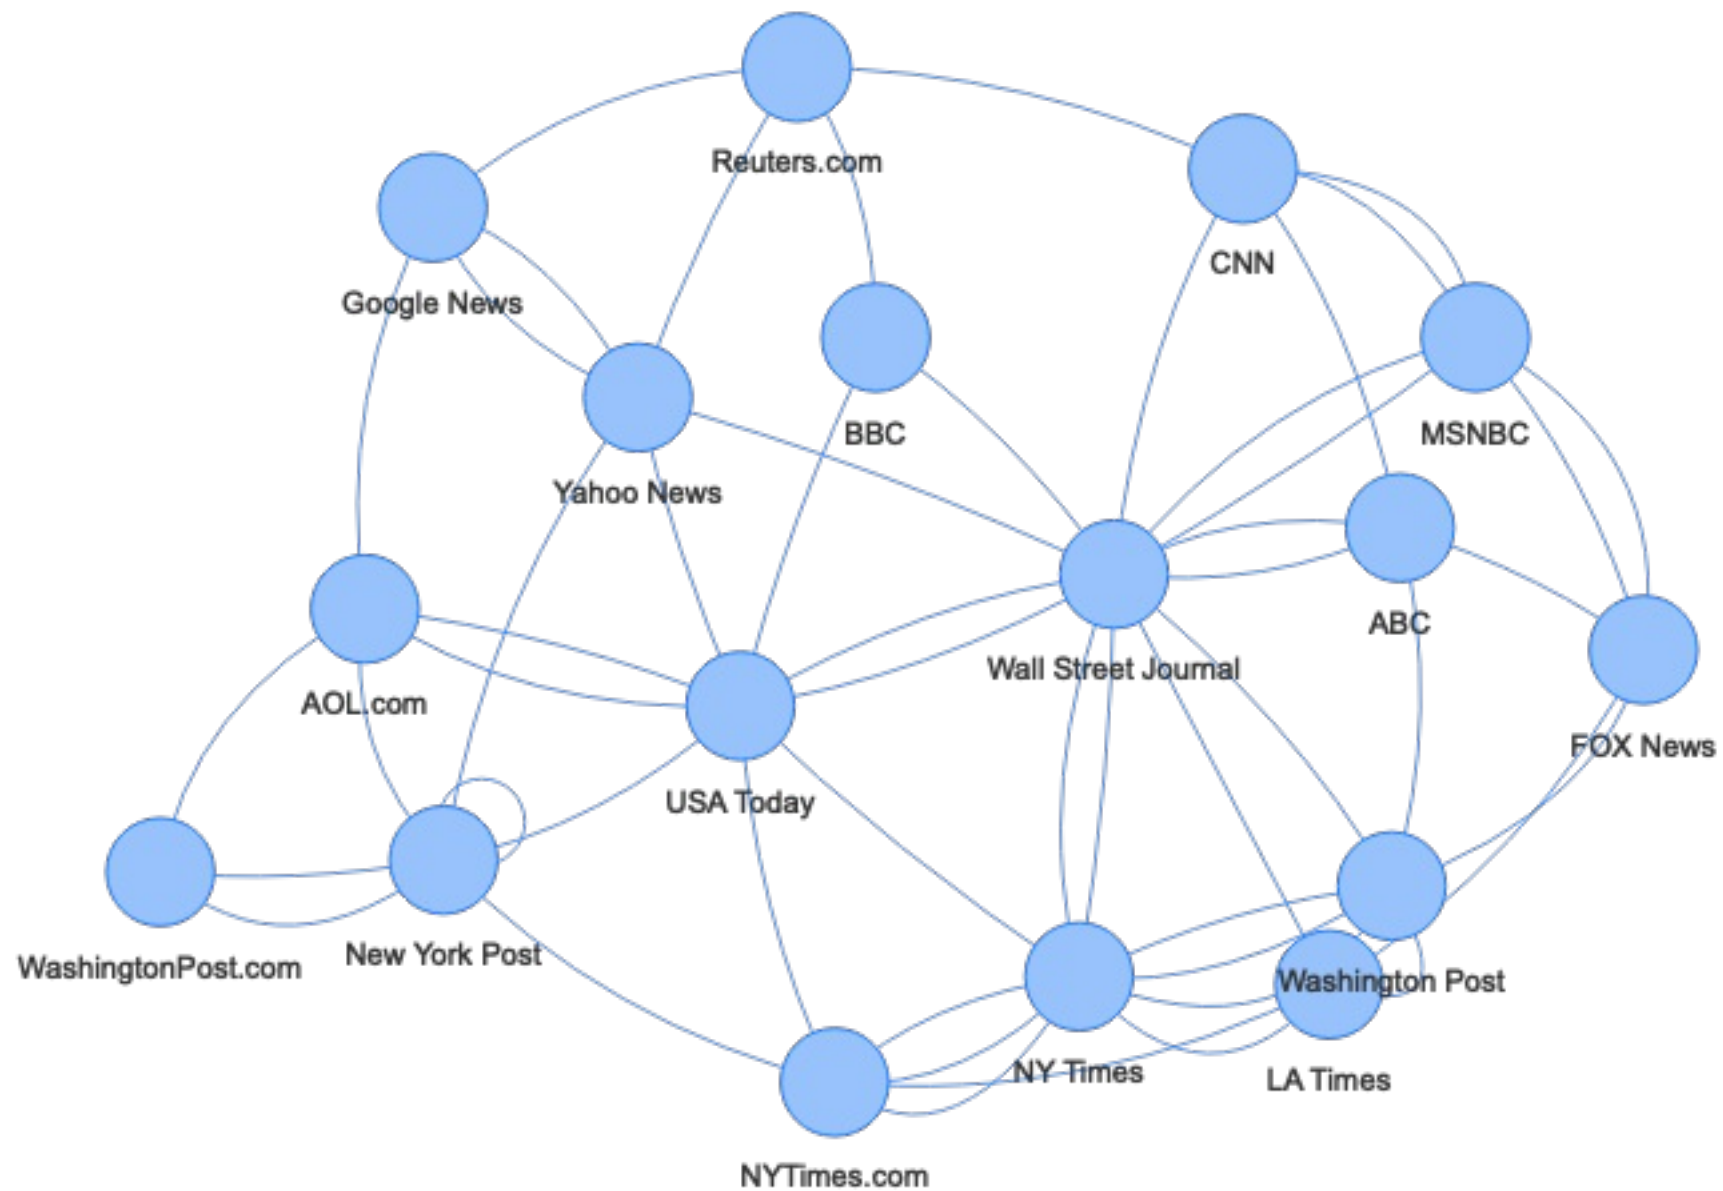 Reuters.com
CNN
Google News
BBC
MSNBC
Yahoo News
ABC
Wall Street Journal
AOL.com
FOX News
USA Today
New York Post
WashingtonPost.com
Washington Post
NY Times
LA Times
NYTimes.com